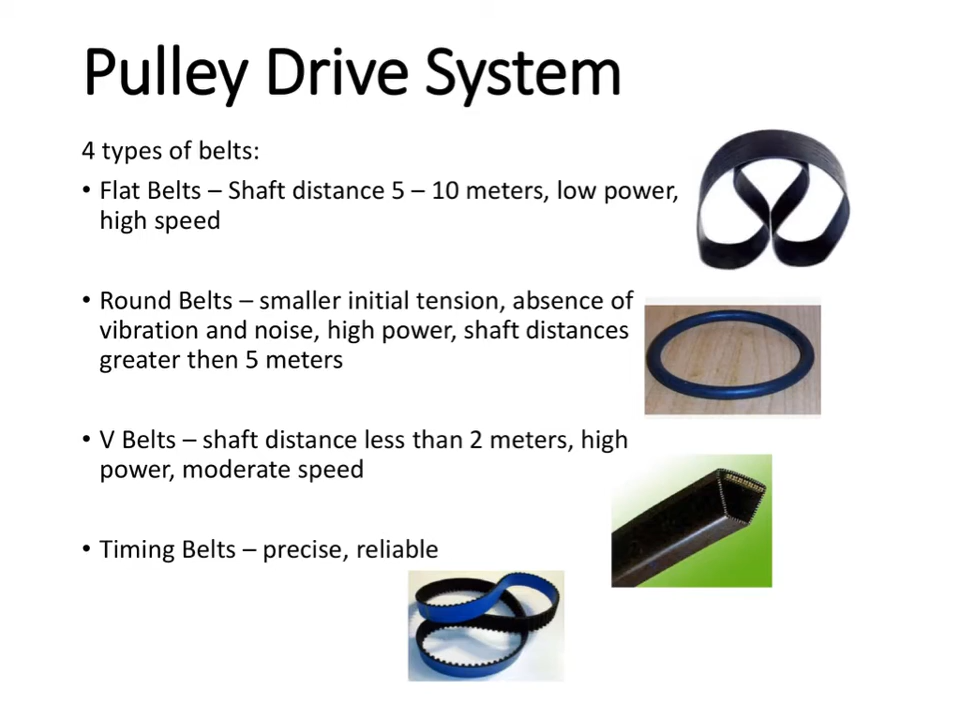 Pulley Drive System
4 types of belts:
• Flat Belts – Shaft distance 5 – 10 meters, low power,
high speed
• Round Belts – smaller initial tension, absence of
vibration and noise, high power, shaft distances
greater then 5 meters
• V Belts – shaft distance less than 2 meters, high
power, moderate speed
• Timing Belts – precise, reliable